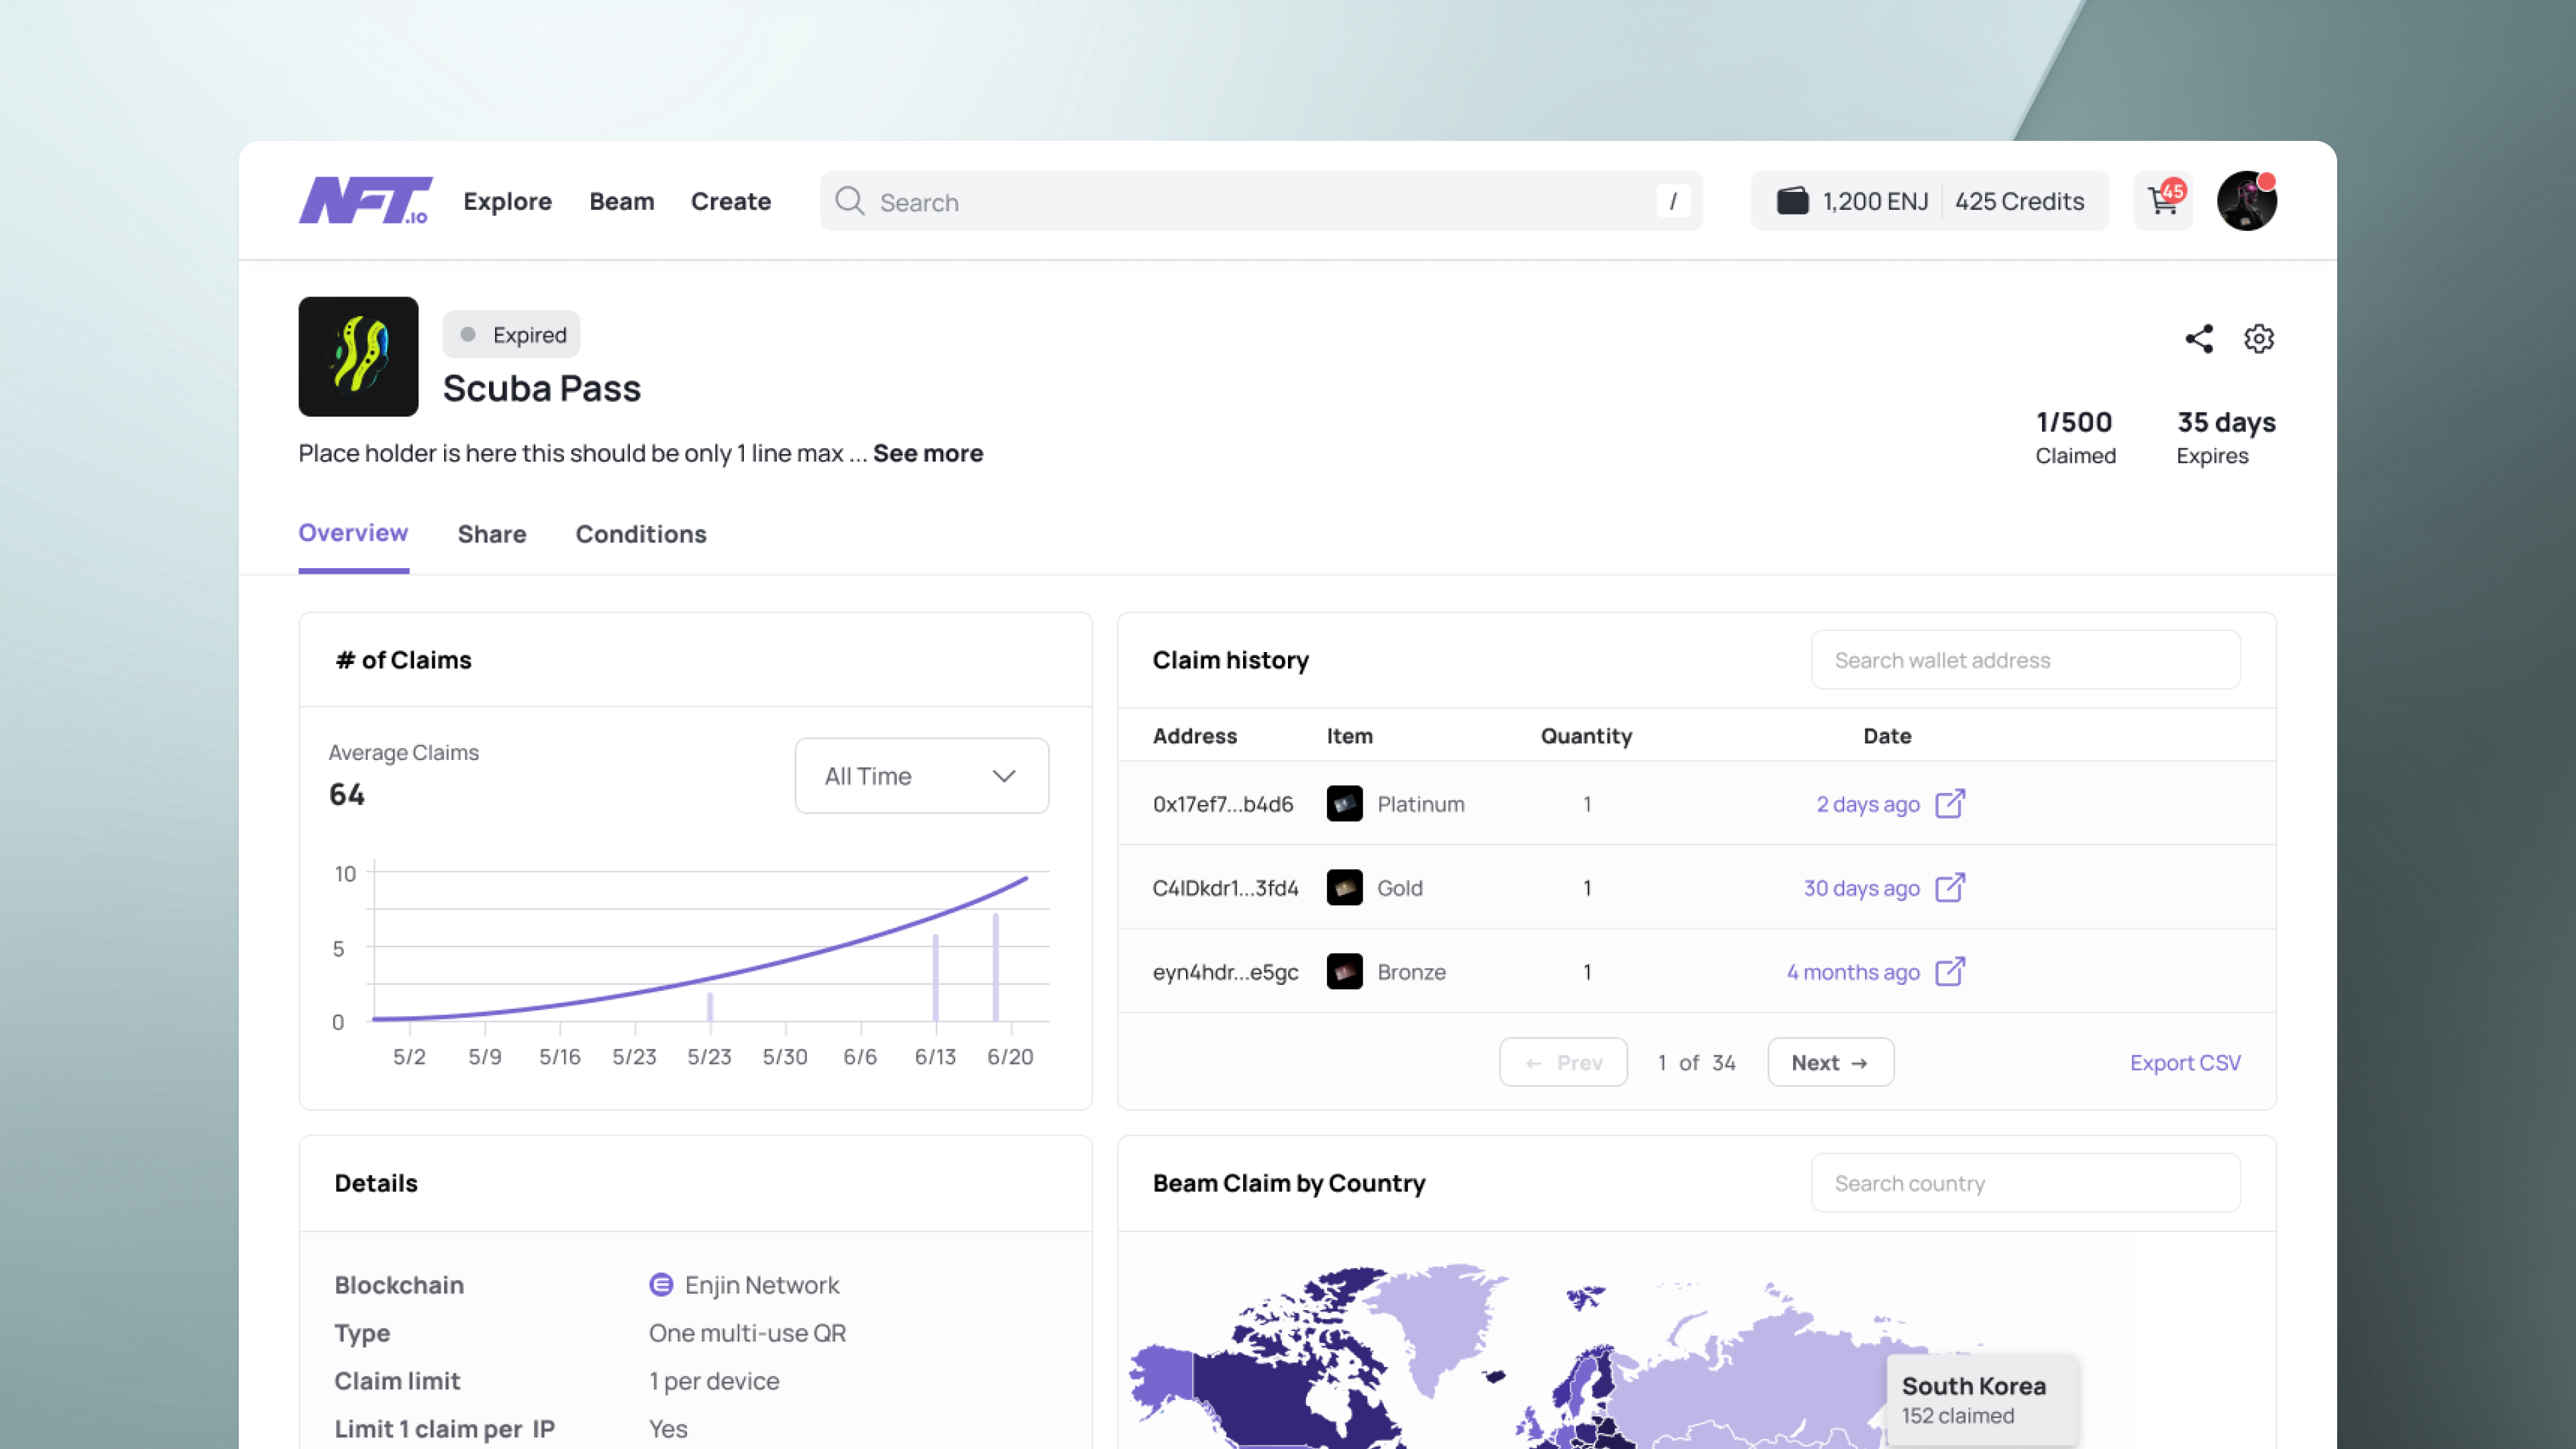 NFT.io
Explore Beam Create
Search /
1,200 ENJ 425 Credits
45
Expired
Scuba Pass
Place holder is here this should be only 1 line max ... See more
1/500
Claimed
35 days
Expires
Overview Share Conditions
# of Claims
Average Claims
64
All Time
10
5
0
5/2 5/9 5/16 5/23 5/23 5/30 6/6 6/13 6/20
Claim history
Search wallet address
Address Item Quantity Date
0x17ef7...b4d6 Platinum 1 2 days ago
C4lDkdr1...3fd4 Gold 1 30 days ago
eyn4hdr...e5gc Bronze 1 4 months ago
← Prev 1 of 34 Next →
Export CSV
Details
Blockchain Enjin Network
Type One multi-use QR
Claim limit 1 per device
Limit 1 claim per IP Yes
Beam Claim by Country
Search country
South Korea
152 claimed